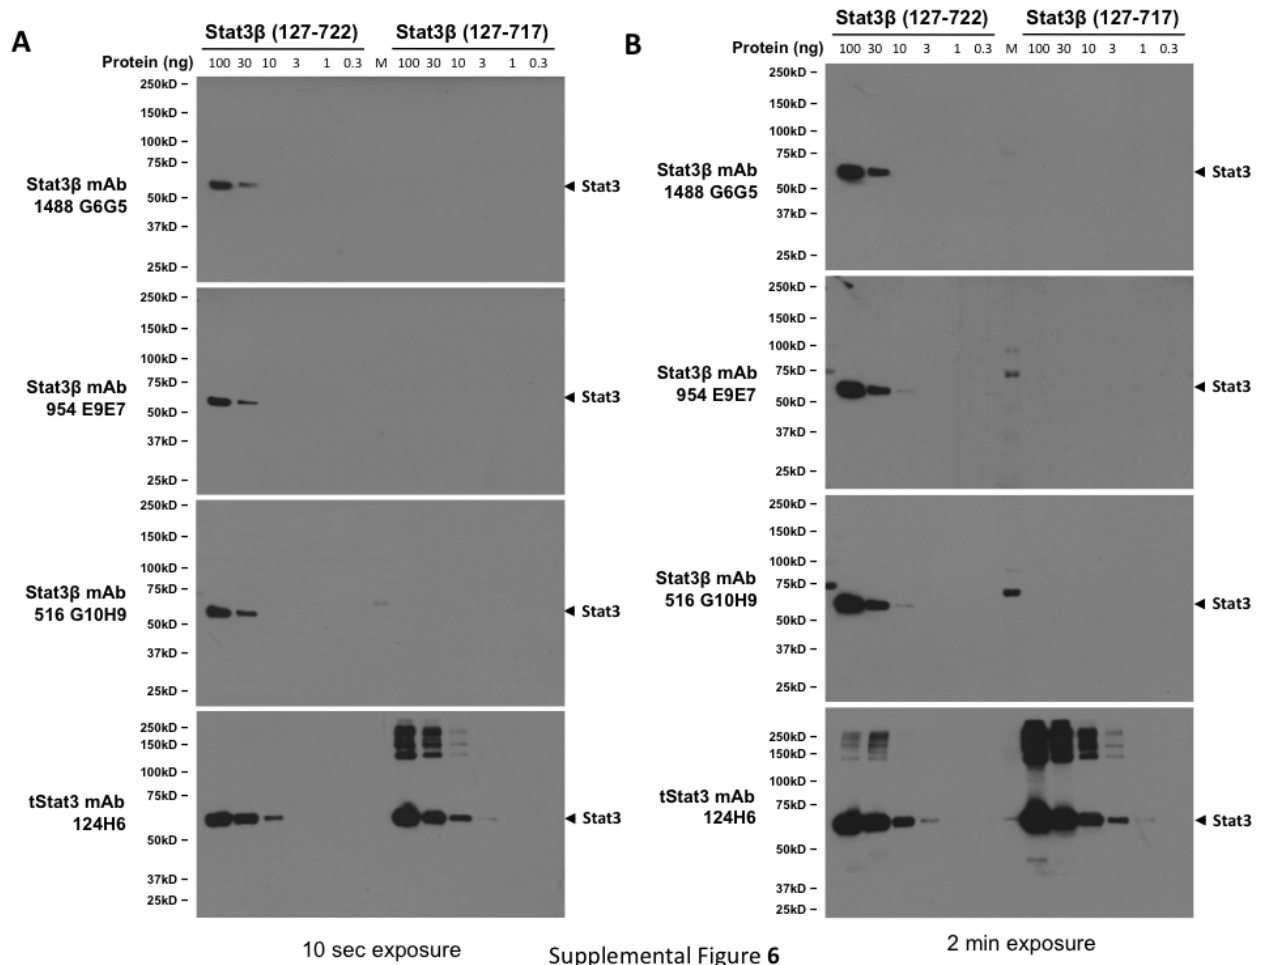 A
Stat3β (127-722) Stat3β (127-717)
Protein (ng) 100 30 10 3 1 0.3 M 100 30 10 3 1 0.3
250kD –
150kD –
100kD –
75kD –
50kD –
37kD –
25kD –
Stat3β mAb
1488 G6G5
◄ Stat3
250kD –
150kD –
100kD –
75kD –
50kD –
37kD –
25kD –
Stat3β mAb
954 E9E7
◄ Stat3
250kD –
150kD –
100kD –
75kD –
50kD –
37kD –
25kD –
Stat3β mAb
516 G10H9
◄ Stat3
250kD –
150kD –
100kD –
75kD –
50kD –
37kD –
25kD –
tStat3 mAb
124H6
◄ Stat3
10 sec exposure
B
Stat3β (127-722) Stat3β (127-717)
Protein (ng) 100 30 10 3 1 0.3 M 100 30 10 3 1 0.3
250kD –
150kD –
100kD –
75kD –
50kD –
37kD –
25kD –
Stat3β mAb
1488 G6G5
◄ Stat3
250kD –
150kD –
100kD –
75kD –
50kD –
37kD –
25kD –
Stat3β mAb
954 E9E7
◄ Stat3
250kD –
150kD –
100kD –
75kD –
50kD –
37kD –
25kD –
Stat3β mAb
516 G10H9
◄ Stat3
250kD –
150kD –
100kD –
75kD –
50kD –
37kD –
25kD –
tStat3 mAb
124H6
◄ Stat3
2 min exposure
Supplemental Figure 6